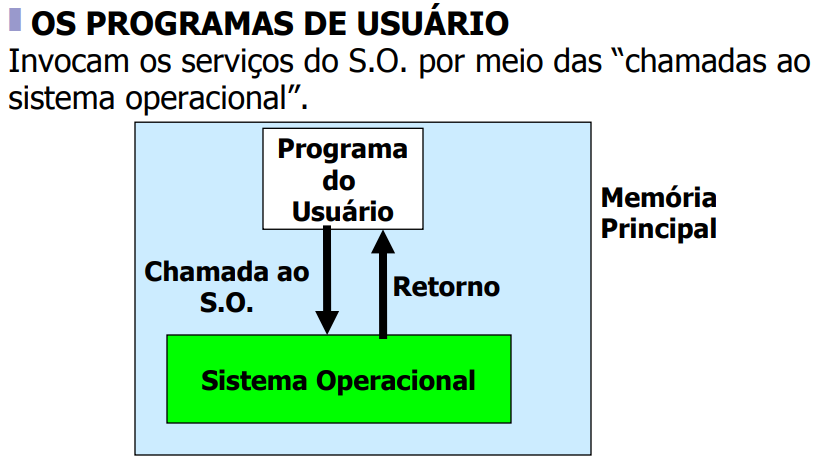 OS PROGRAMAS DE USUÁRIO
Invocam os serviços do S.O. por meio das “chamadas ao
sistema operacional”.
Programa
do
Usuário
Memória
Principal
Chamada ao
S.O.
Retorno
Sistema Operacional